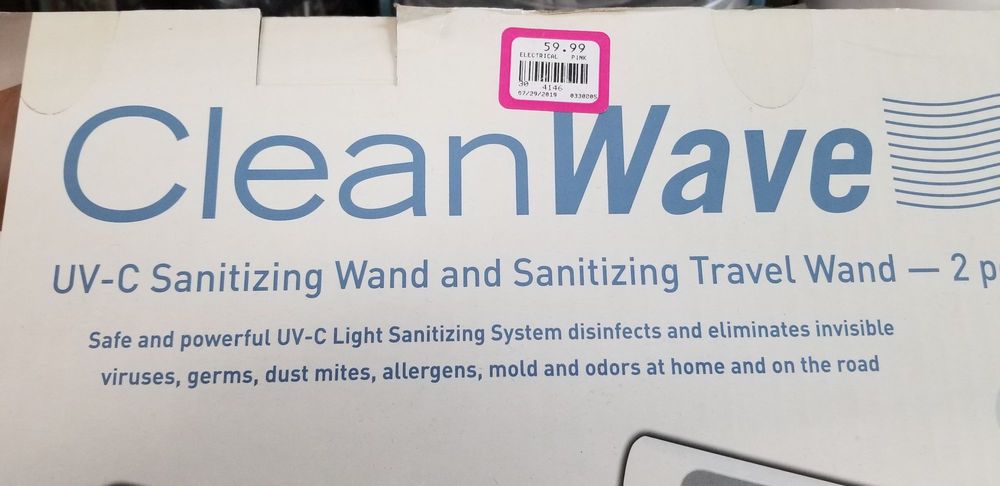 59.99
ELECTRICAL PINK
30 4146
07/29/2019 0330205
CleanWave
UV-C Sanitizing Wand and Sanitizing Travel Wand — 2
Safe and powerful UV-C Light Sanitizing System disinfects and eliminates invisible
viruses, germs, dust mites, allergens, mold and odors at home and on the road